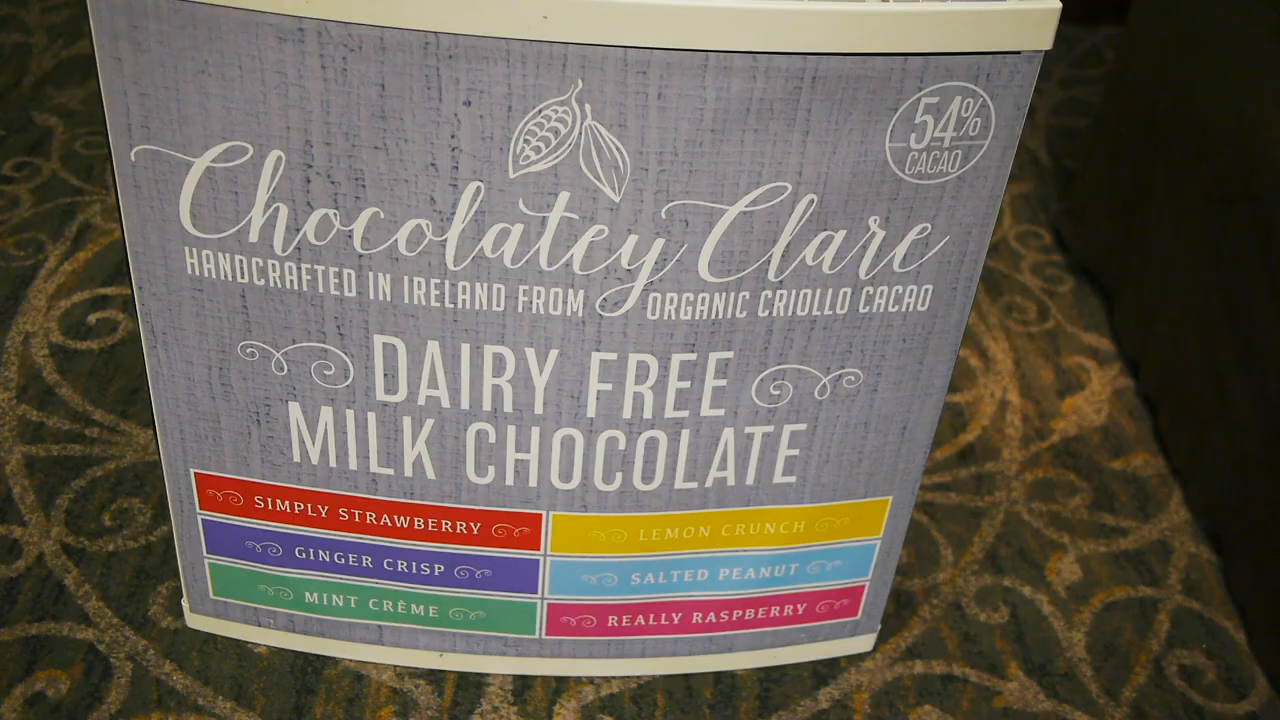 54%
CACAO
Chocolatey Clare
HANDCRAFTED IN IRELAND FROM ORGANIC CRIOLLO CACAO
DAIRY FREE
MILK CHOCOLATE
SIMPLY STRAWBERRY
LEMON CRUNCH
GINGER CRISP
SALTED PEANUT
MINT CRÈME
REALLY RASPBERRY